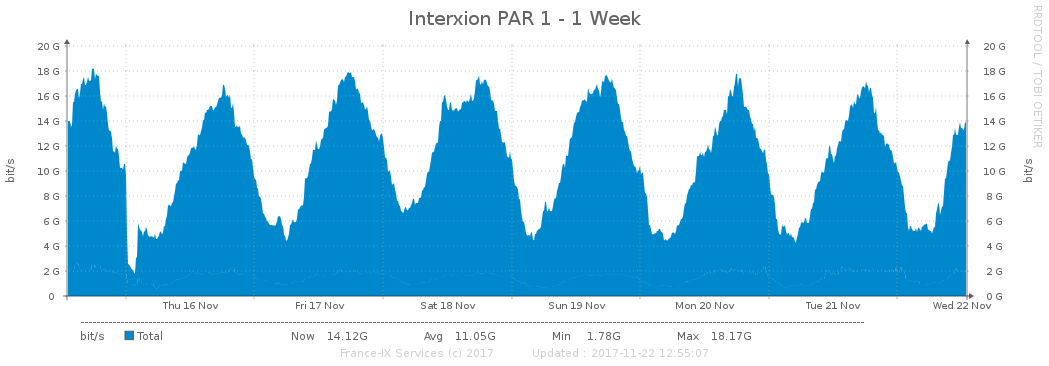 Interxion PAR 1 - 1 Week
RRDTOOL / TOBI OETIKER
bit/s
20 G 20 G
18 G 18 G
16 G 16 G
14 G 14 G
12 G 12 G
10 G 10 G
8 G 8 G
6 G 6 G
4 G 4 G
2 G 2 G
0 0 G
bit/s
Thu 16 Nov Fri 17 Nov Sat 18 Nov Sun 19 Nov Mon 20 Nov Tue 21 Nov Wed 22 Nov
bit/s Total Now 14.12G Avg 11.05G Min 1.78G Max 18.17G
France-IX Services (c) 2017 Updated : 2017-11-22 12:55:07